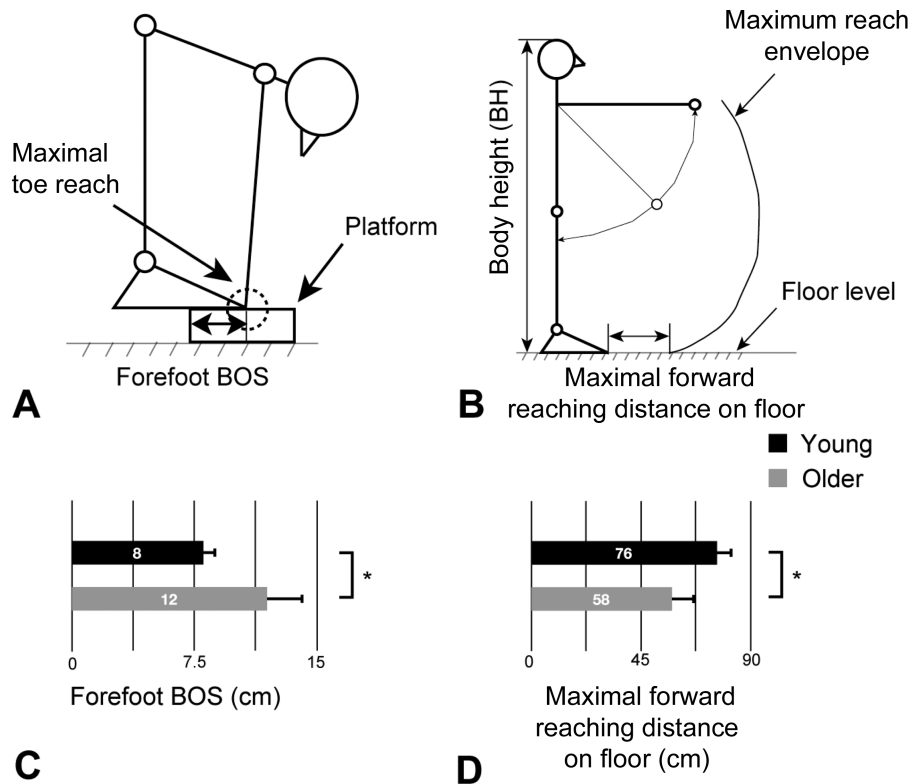 Maximal
toe reach
Platform
Forefoot BOS
A
Body height (BH)
Maximum reach
envelope
Floor level
Maximal forward
reaching distance on floor
B
Young
Older
8
12
*
0
7.5
15
Forefoot BOS (cm)
C
76
58
*
0
45
90
Maximal forward
reaching distance
on floor (cm)
D